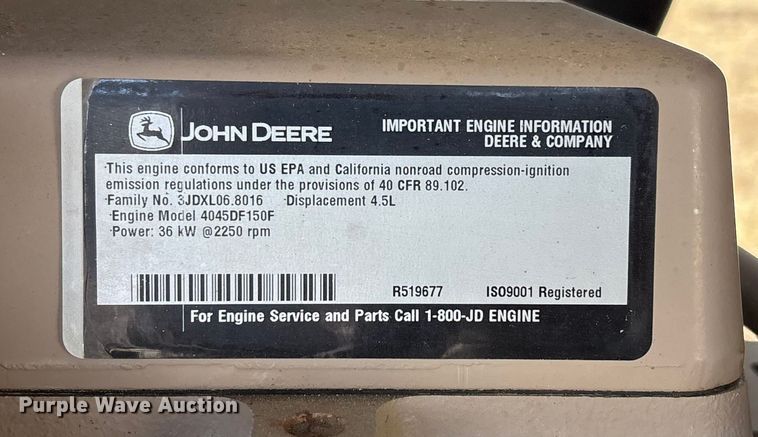 JOHN DEERE
IMPORTANT ENGINE INFORMATION
DEERE & COMPANY
·This engine conforms to US EPA and California nonroad compression-ignition
emission regulations under the provisions of 40 CFR 89.102.
·Family No. 3JDXL06.8016 ·Displacement 4.5L
·Engine Model 4045DF150F
·Power: 36 kW @2250 rpm
R519677 ISO9001 Registered
For Engine Service and Parts Call 1-800-JD ENGINE
Purple Wave Auction